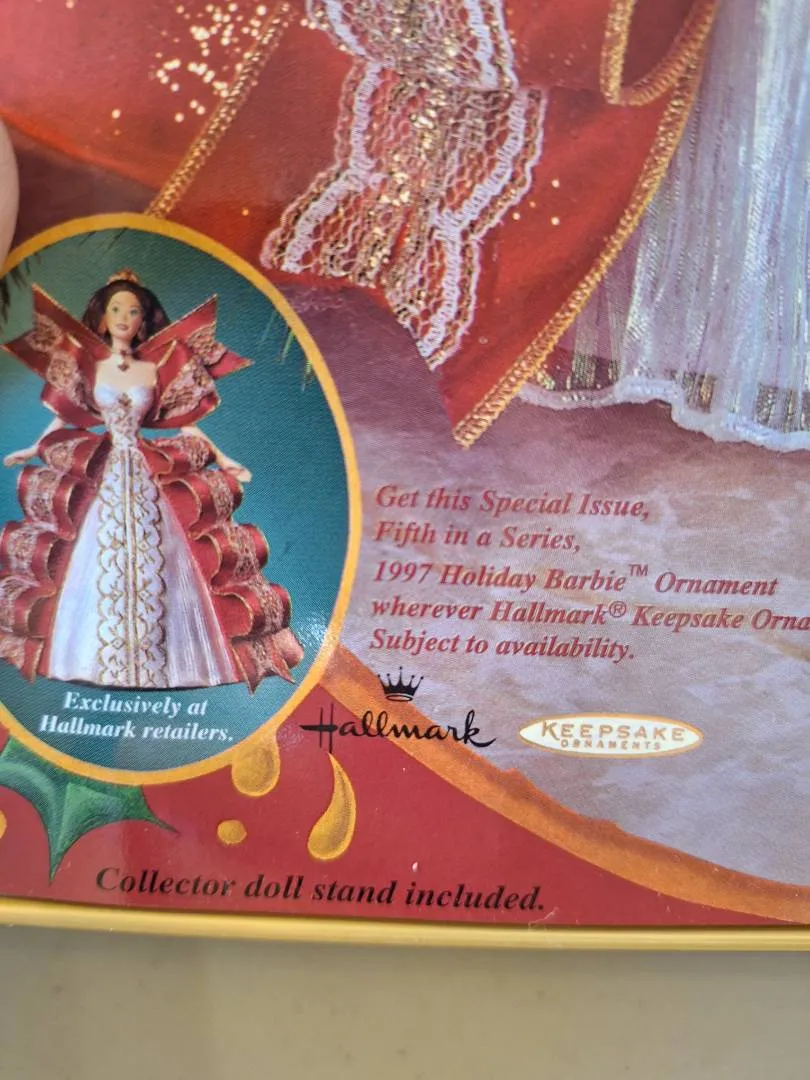 Get this Special Issue,
Fifth in a Series,
1997 Holiday Barbie™ Ornament
wherever Hallmark® Keepsake
Subject to availability.
Exclusively at
Hallmark retailers.
Hallmark
KEEPSAKE
ORNAMENTS
Collector doll stand included.